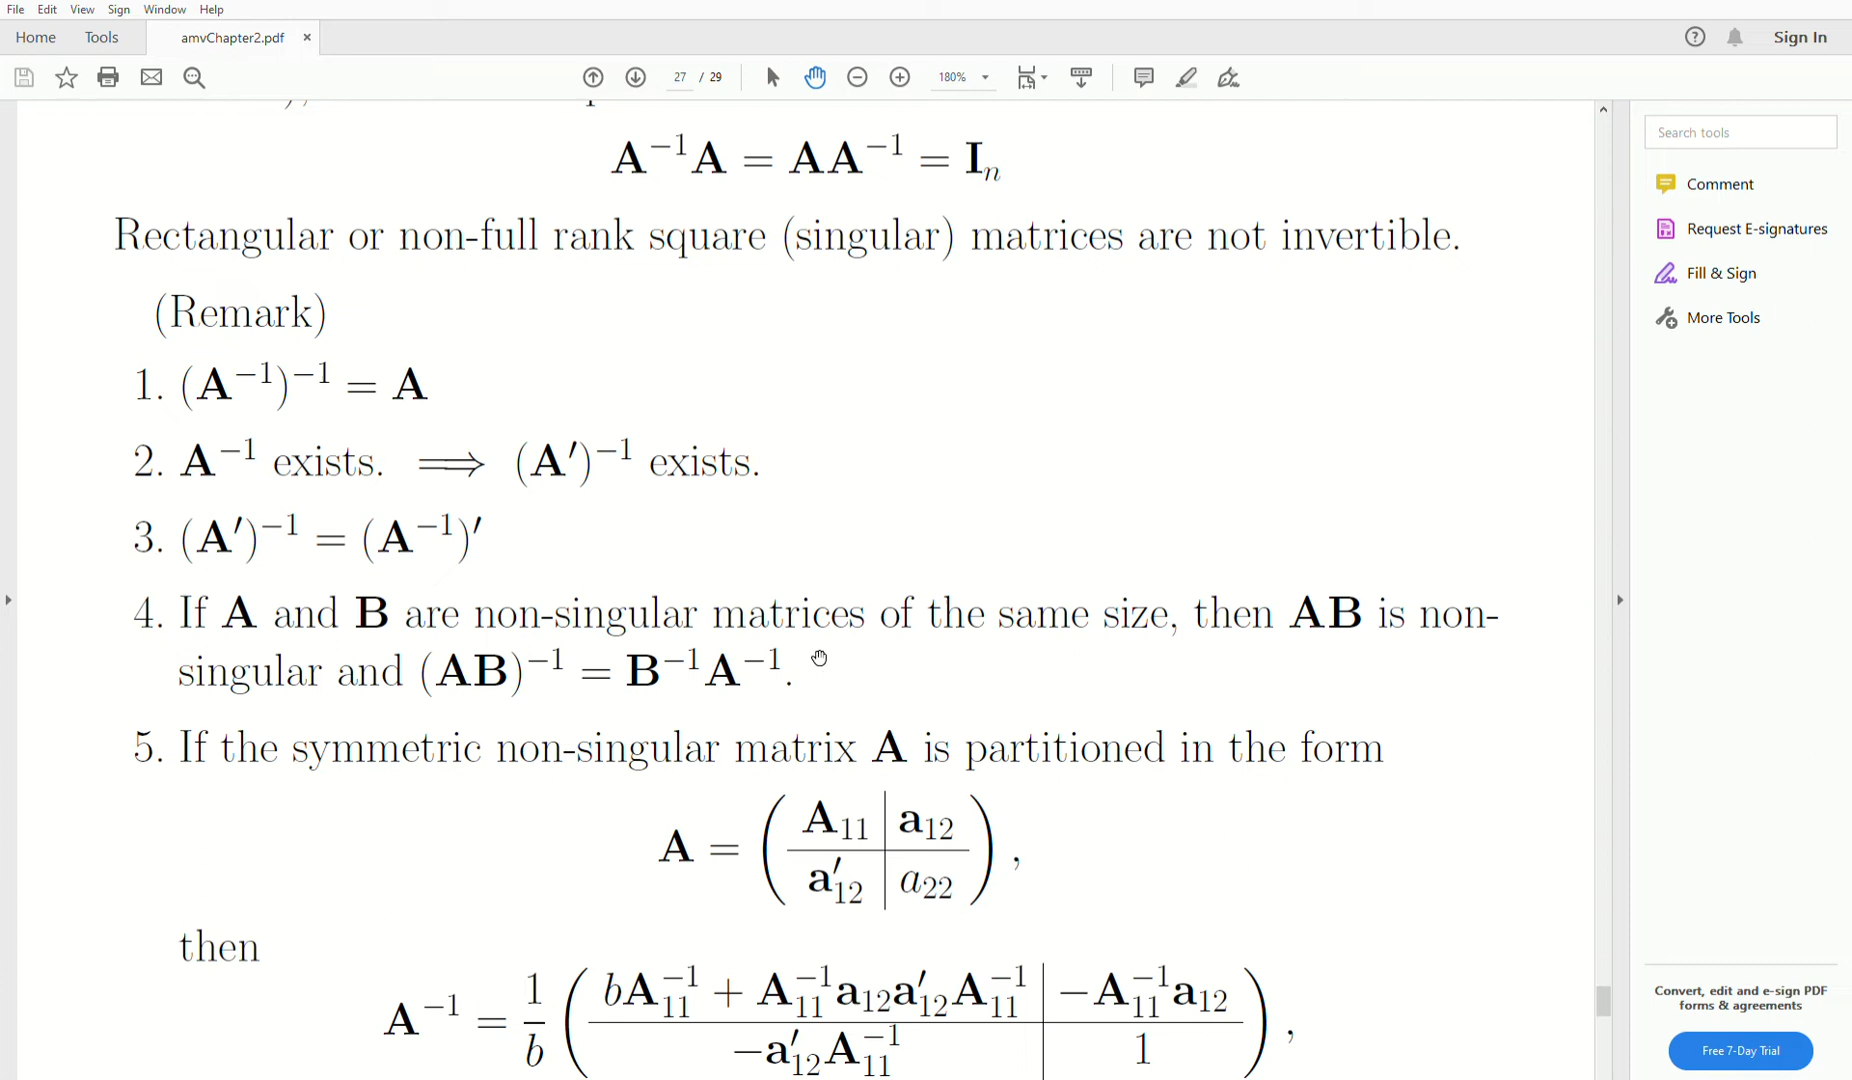 File Edit View Sign Window Help
Home Tools amvChapter2.pdf × Sign In
27 / 29 180%
A⁻¹A = AA⁻¹ = Iₙ
Rectangular or non-full rank square (singular) matrices are not invertible.
(Remark)
1. (A⁻¹)⁻¹ = A
2. A⁻¹ exists. ⟹ (A′)⁻¹ exists.
3. (A′)⁻¹ = (A⁻¹)′
4. If A and B are non-singular matrices of the same size, then AB is non-
singular and (AB)⁻¹ = B⁻¹A⁻¹.
5. If the symmetric non-singular matrix A is partitioned in the form
A = ( A₁₁ | a₁₂
a′₁₂ | a₂₂ ) ,
then
A⁻¹ = 1/b ( bA₁₁⁻¹ + A₁₁⁻¹a₁₂a′₁₂A₁₁⁻¹ | −A₁₁⁻¹a₁₂
−a′₁₂A₁₁⁻¹ | 1 ) ,
Search tools
Comment
Request E-signatures
Fill & Sign
More Tools
Convert, edit and e-sign PDF
forms & agreements
Free 7-Day Trial